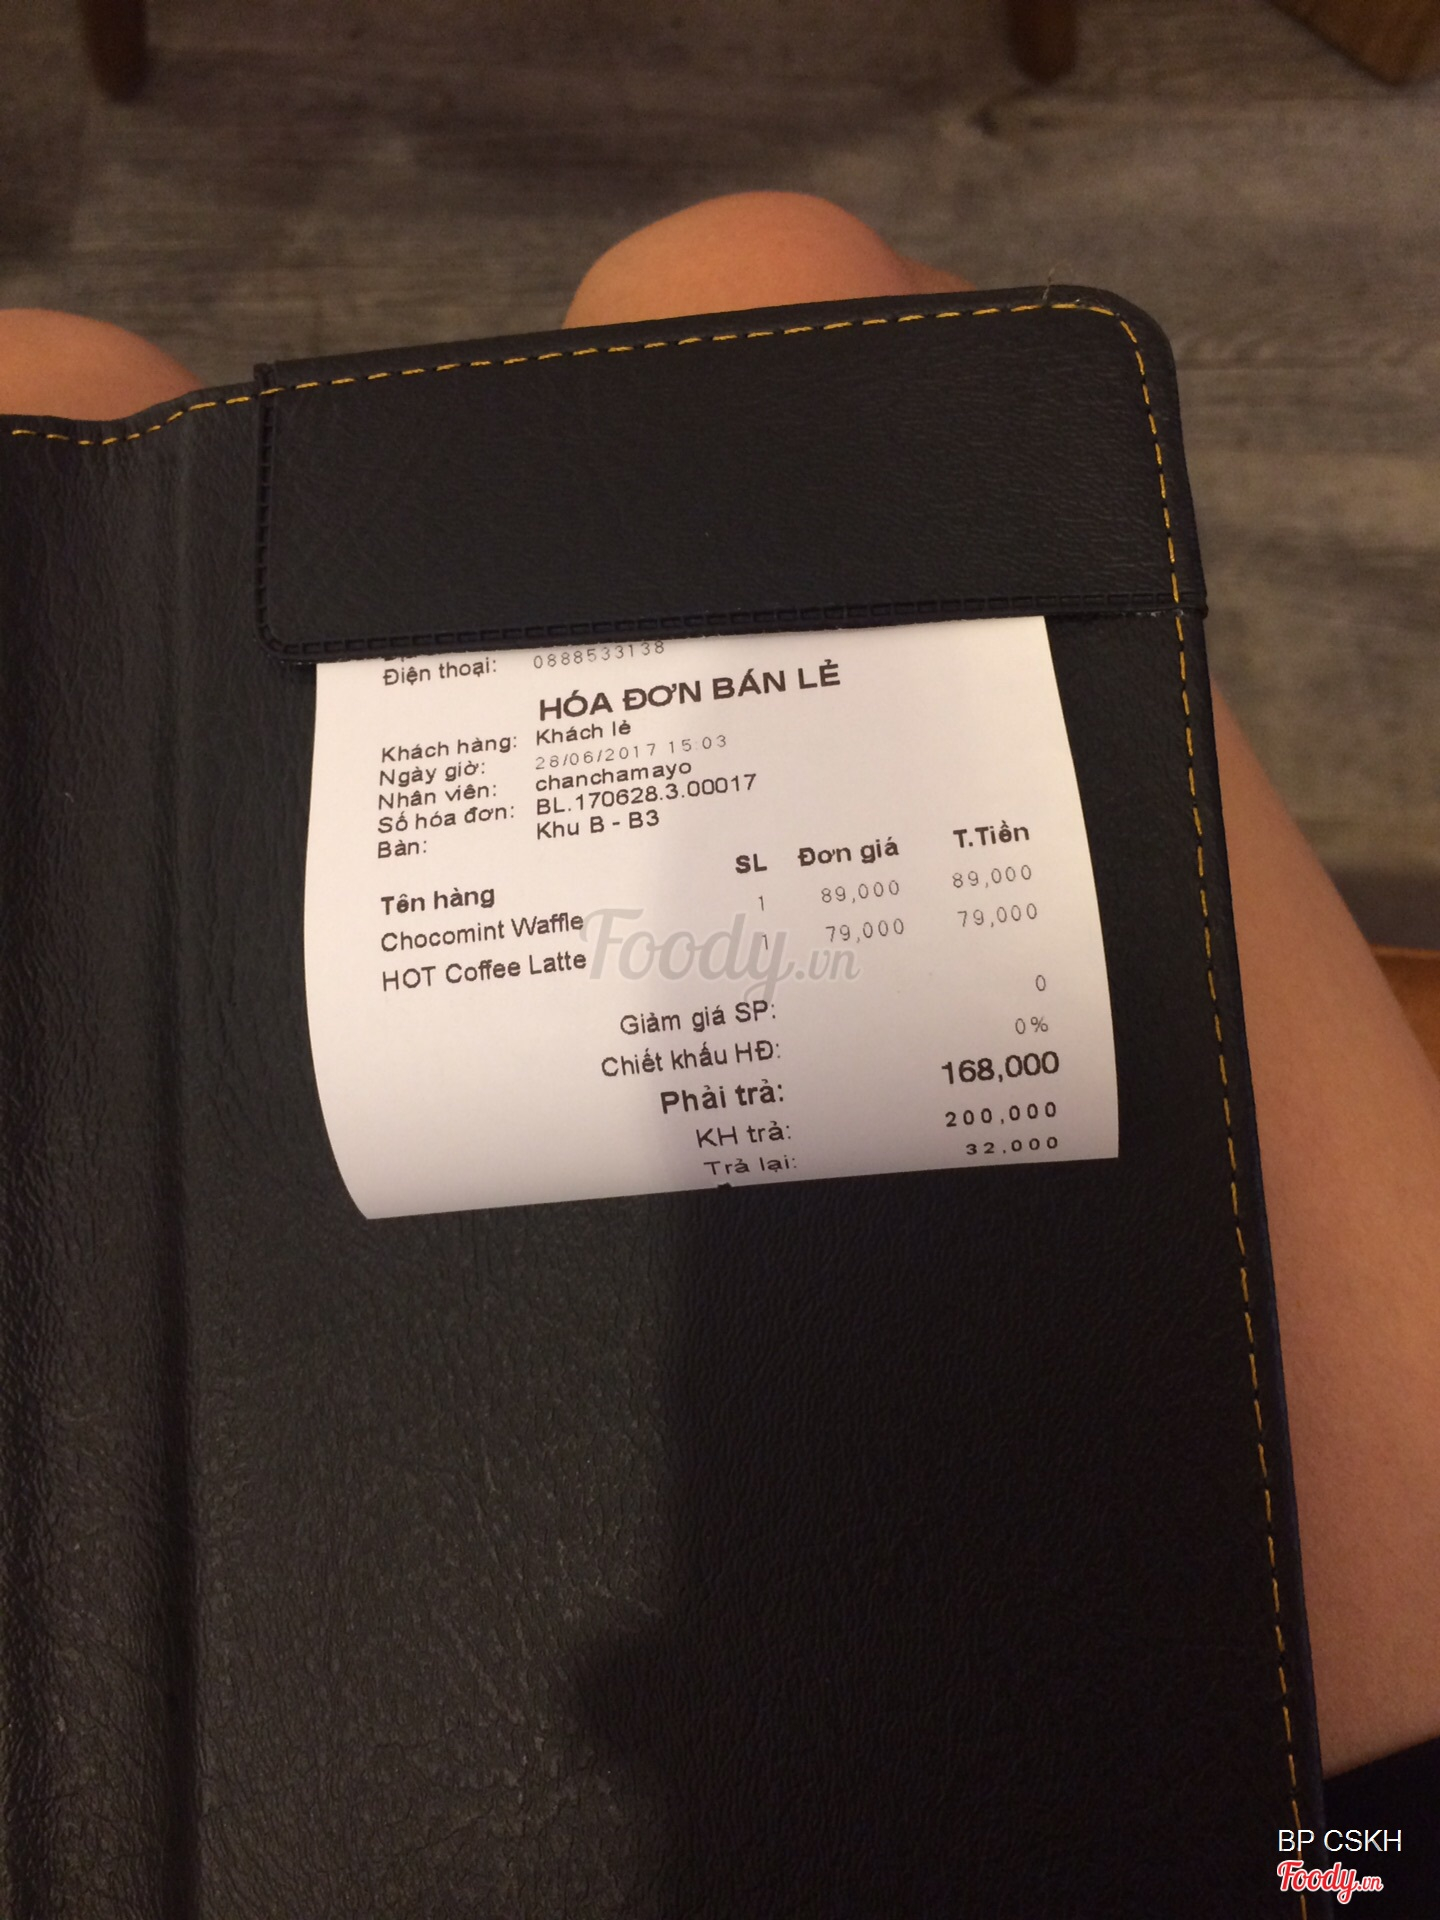 Điện thoại: 0888533138
HÓA ĐƠN BÁN LẺ
Khách hàng: Khách lẻ
Ngày giờ: 28/06/2017 15:03
Nhân viên: chanchamayo
Số hóa đơn: BL.170628.3.00017
Bàn: Khu B - B3
Tên hàng SL Đơn giá T.Tiền
Chocomint Waffle 1 89,000 89,000
HOT Coffee Latte 1 79,000 79,000
Giảm giá SP: 0
Chiết khấu HĐ: 0%
Phải trả: 168,000
KH trả: 200,000
Trả lại: 32,000
Foody.vn
BP CSKH
Foody.vn